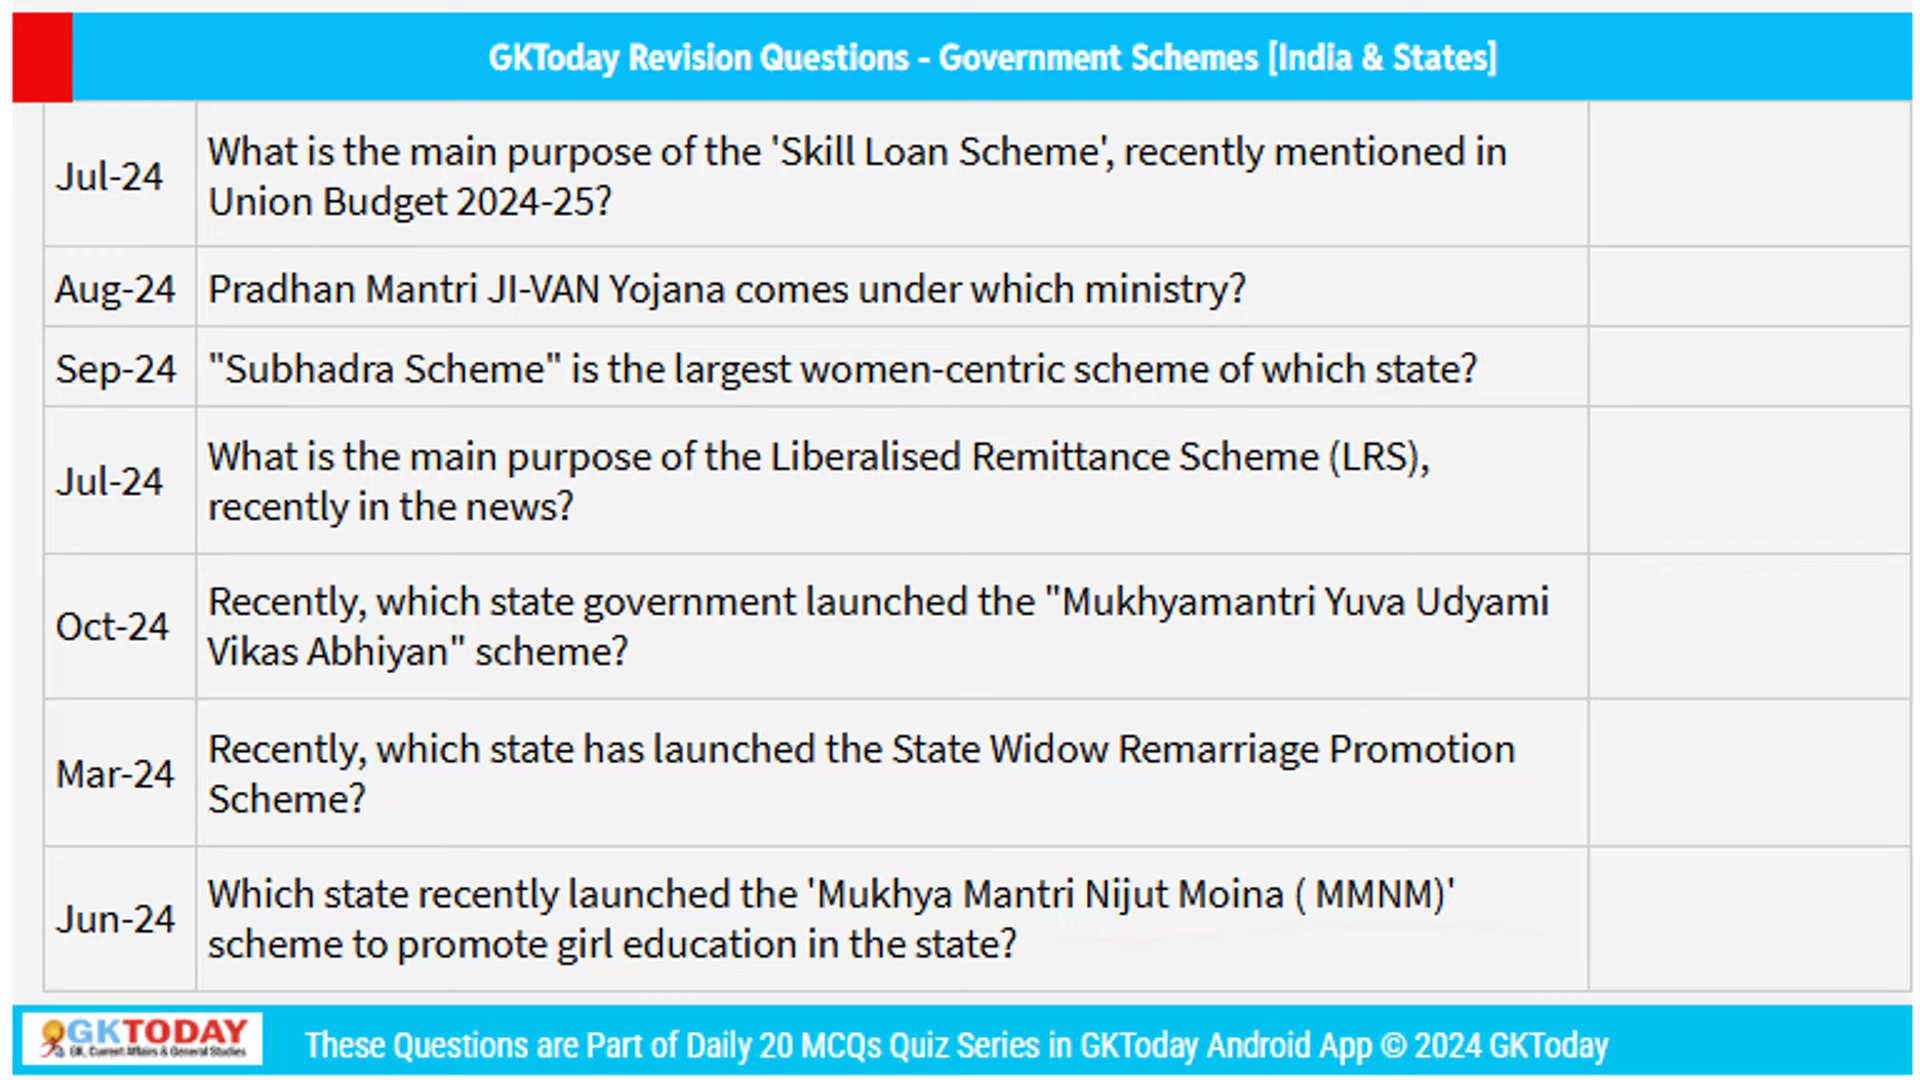 GKToday Revision Questions - Government Schemes [India & States]
Jul-24
What is the main purpose of the 'Skill Loan Scheme', recently mentioned in
Union Budget 2024-25?
Aug-24
Pradhan Mantri JI-VAN Yojana comes under which ministry?
Sep-24
"Subhadra Scheme" is the largest women-centric scheme of which state?
Jul-24
What is the main purpose of the Liberalised Remittance Scheme (LRS),
recently in the news?
Oct-24
Recently, which state government launched the "Mukhyamantri Yuva Udyami
Vikas Abhiyan" scheme?
Mar-24
Recently, which state has launched the State Widow Remarriage Promotion
Scheme?
Jun-24
Which state recently launched the 'Mukhya Mantri Nijut Moina ( MMNM)'
scheme to promote girl education in the state?
GKTODAY
GK, Current Affairs & General Studies
These Questions are Part of Daily 20 MCQs Quiz Series in GKToday Android App © 2024 GKToday